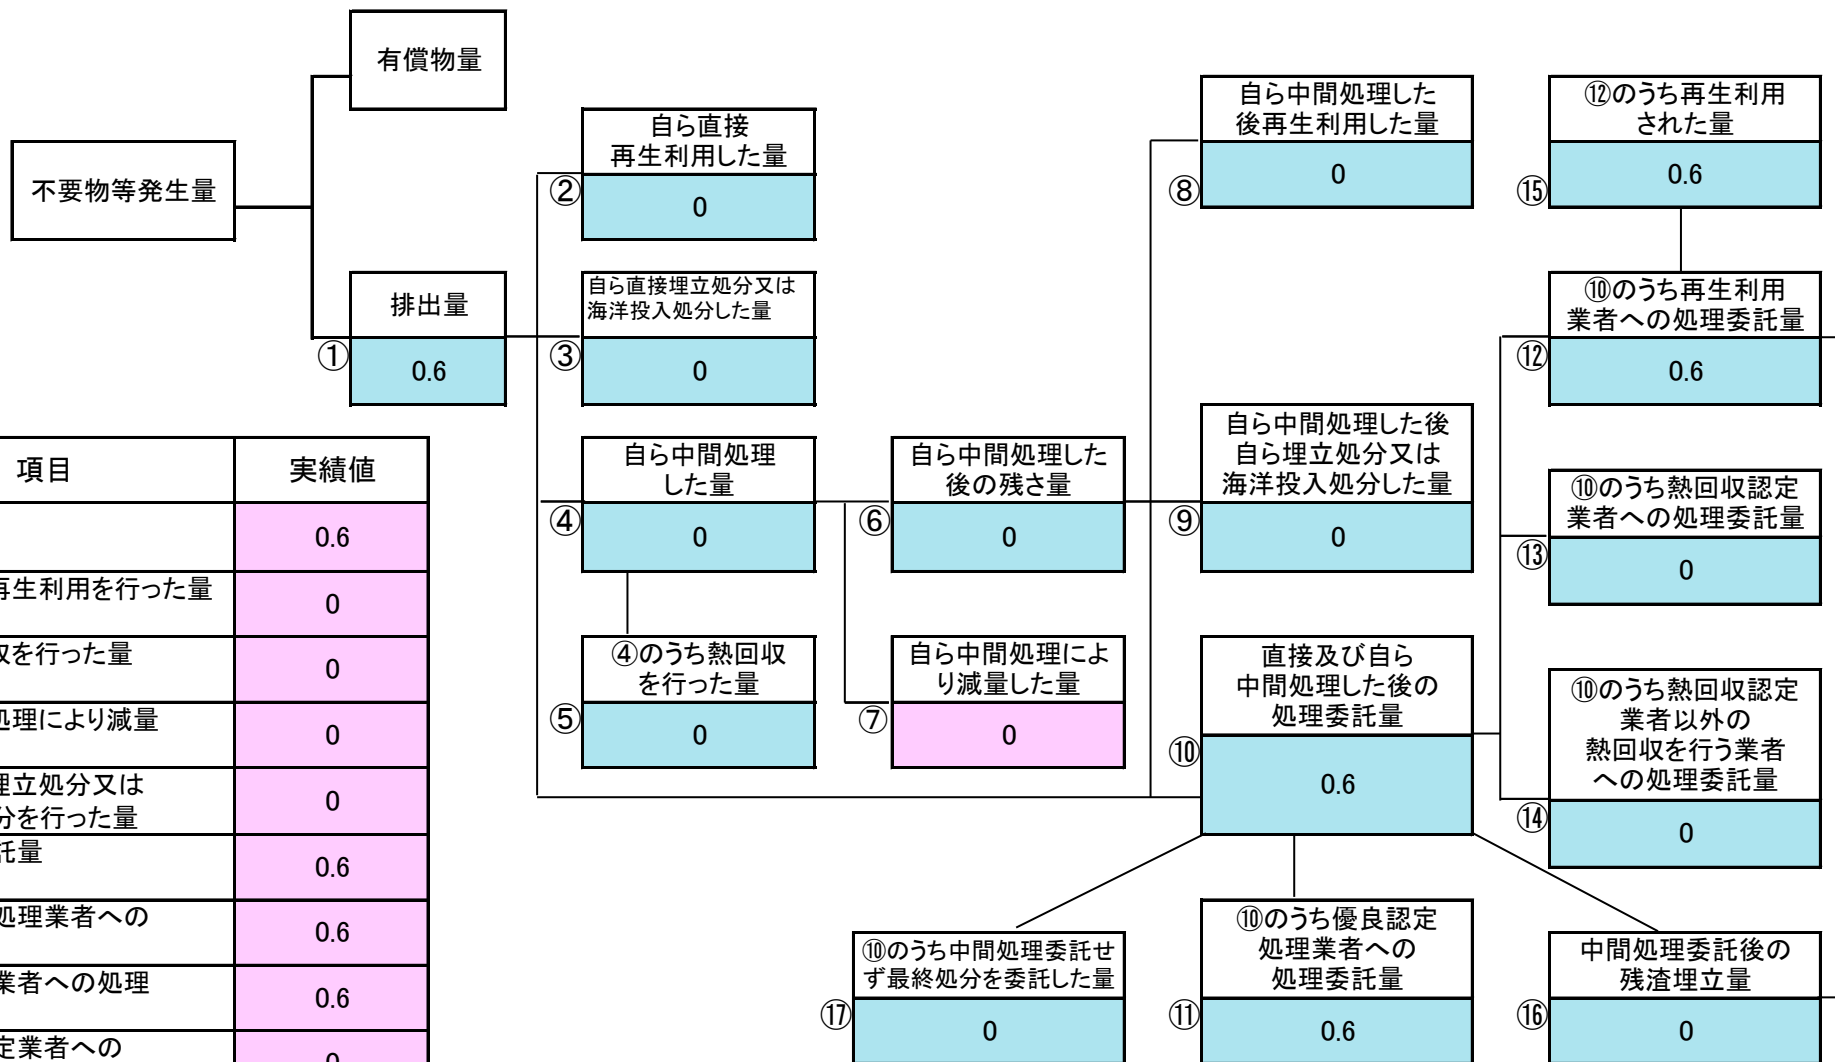 有償物量
不要物等発生量
排出量
①
0.6
自ら直接
再生利用した量
②
0
自ら直接埋立処分又は
海洋投入処分した量
③
0
自ら中間処理
した量
④
0
④のうち熱回収
を行った量
⑤
0
自ら中間処理した
後の残さ量
⑥
0
自ら中間処理によ
り減量した量
⑦
0
自ら中間処理した
後再生利用した量
⑧
0
自ら中間処理した後
自ら埋立処分又は
海洋投入処分した量
⑨
0
直接及び自ら
中間処理した後の
処理委託量
⑩
0.6
⑩のうち優良認定
処理業者への
処理委託量
⑪
0.6
⑫のうち再生利用
された量
⑮
0.6
⑩のうち再生利用
業者への処理委託量
⑫
0.6
⑩のうち熱回収認定
業者への処理委託量
⑬
0
⑩のうち熱回収認定
業者以外の
熱回収を行う業者
への処理委託量
⑭
0
中間処理委託後の
残渣埋立量
⑯
0
⑩のうち中間処理委託せ
ず最終処分を委託した量
⑰
0
項目 実績値
0.6
再生利用を行った量
0
を行った量
0
処理により減量
0
埋立処分又は
分を行った量
0
託量
0.6
処理業者への
0.6
業者への処理
0.6
定業者への
0